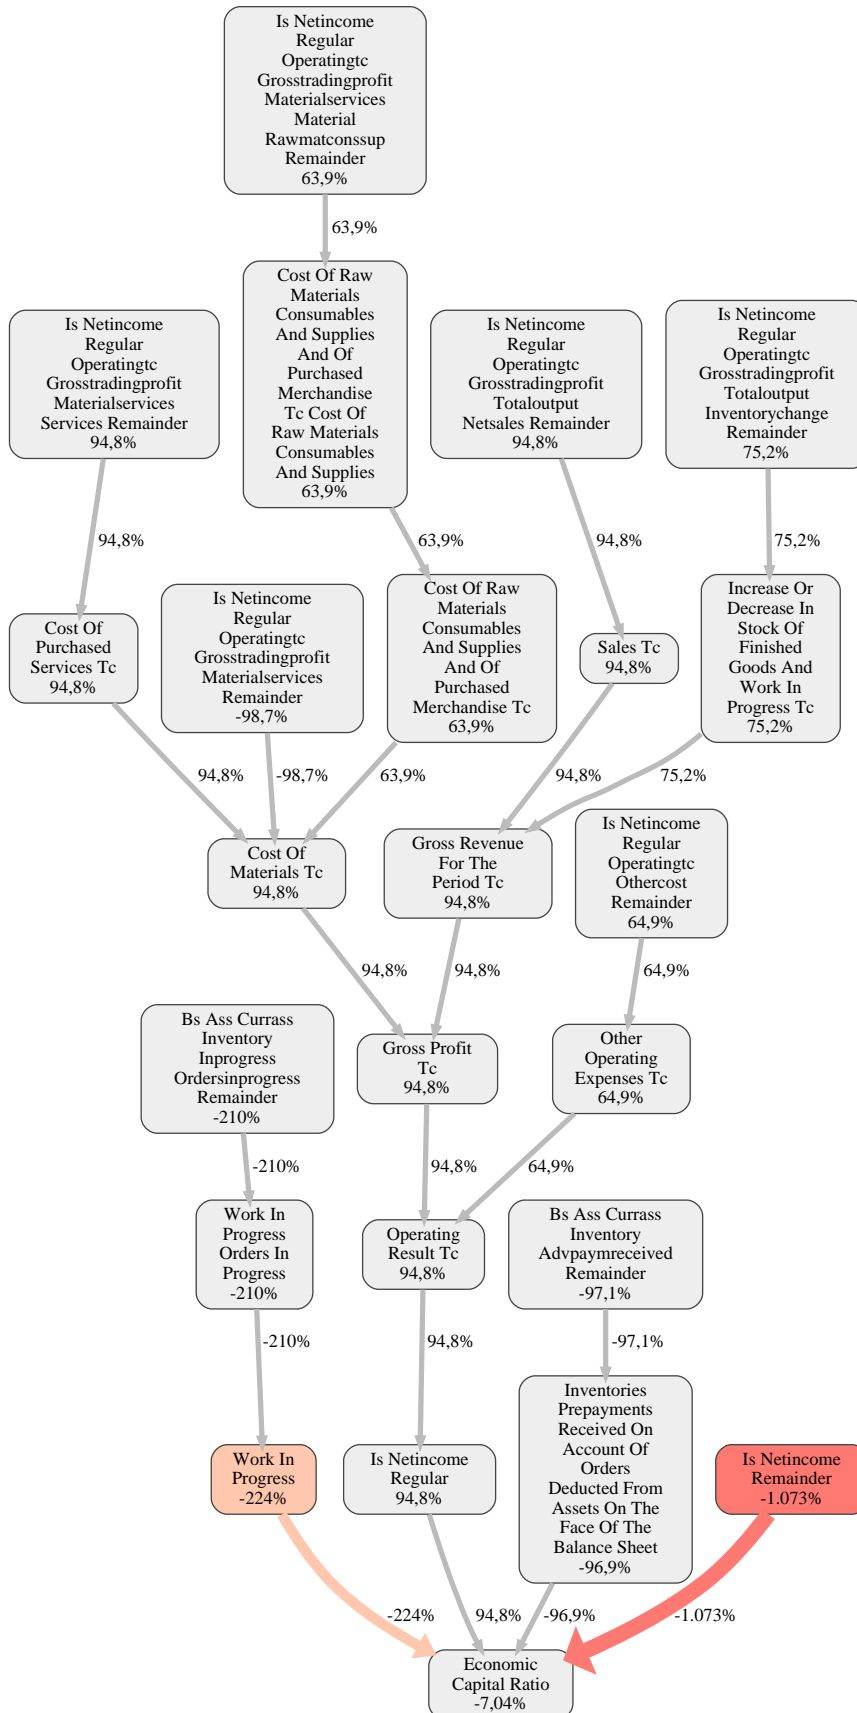 Is Netincome
Regular
Operatingtc
Grosstradingprofit
Materialservices
Material
Rawmatconssup
Remainder
63,9%
63,9%
Is Netincome
Regular
Operatingtc
Grosstradingprofit
Materialservices
Services Remainder
94,8%
Cost Of Raw
Materials
Consumables
And Supplies
And Of
Purchased
Merchandise
Tc Cost Of
Raw Materials
Consumables
And Supplies
63,9%
Is Netincome
Regular
Operatingtc
Grosstradingprofit
Totaloutput
Netsales Remainder
94,8%
Is Netincome
Regular
Operatingtc
Grosstradingprofit
Totaloutput
Inventorychange
Remainder
75,2%
94,8%
63,9%
94,8%
75,2%
Cost Of
Purchased
Services Tc
94,8%
Is Netincome
Regular
Operatingtc
Grosstradingprofit
Materialservices
Remainder
-98,7%
Cost Of Raw
Materials
Consumables
And Supplies
And Of
Purchased
Merchandise Tc
63,9%
Sales Tc
94,8%
Increase Or
Decrease In
Stock Of
Finished
Goods And
Work In
Progress Tc
75,2%
94,8%
-98,7%
63,9%
94,8%
75,2%
Cost Of
Materials Tc
94,8%
Gross Revenue
For The
Period Tc
94,8%
Is Netincome
Regular
Operatingtc
Othercost
Remainder
64,9%
94,8%
94,8%
64,9%
Bs Ass Currass
Inventory
Inprogress
Ordersinprogress
Remainder
-210%
Gross Profit
Tc
94,8%
Other
Operating
Expenses Tc
64,9%
-210%
94,8%
64,9%
Work In
Progress
Orders In
Progress
-210%
Operating
Result Tc
94,8%
Bs Ass Currass
Inventory
Advpaymreceived
Remainder
-97,1%
-210%
94,8%
-97,1%
Work In
Progress
-224%
Is Netincome
Regular
94,8%
Inventories
Prepayments
Received On
Account Of
Orders
Deducted From
Assets On The
Face Of The
Balance Sheet
-96,9%
Is Netincome
Remainder
-1.073%
-224%
94,8%
-96,9%
-1.073%
Economic
Capital Ratio
-7,04%